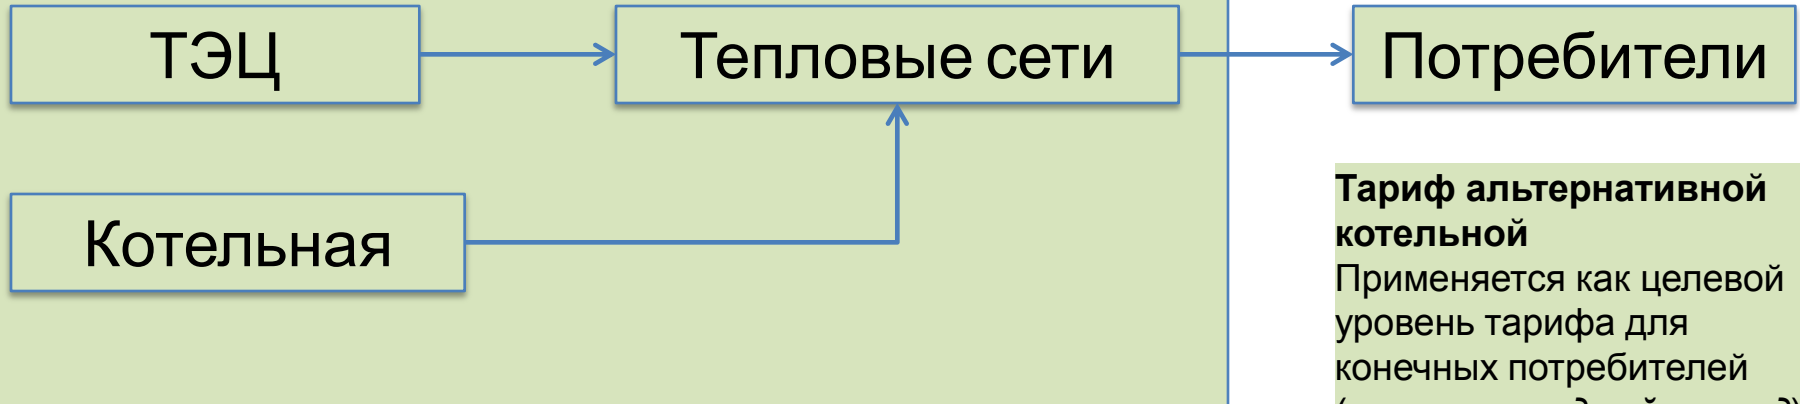 ТЭЦ
Тепловые сети
Потребители
Котельная
Тариф альтернативной
котельной
Применяется как целевой
уровень тарифа для
конечных потребителей